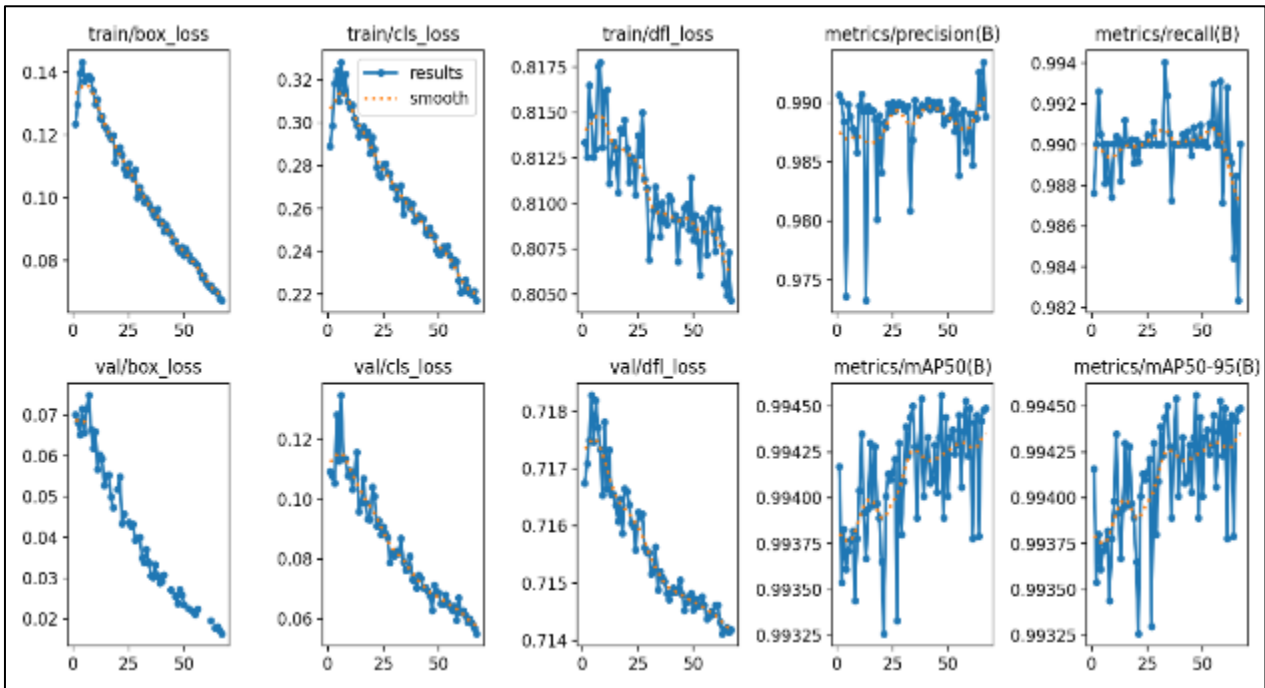 train/box_loss
train/cls_loss
train/dfl_loss
metrics/precision(B)
metrics/recall(B)
0.14
0.12
0.10
0.08
0 25 50
results
smooth
0.32
0.30
0.28
0.26
0.24
0.22
0 25 50
0.8175
0.8150
0.8125
0.8100
0.8075
0.8050
0 25 50
0.990
0.985
0.980
0.975
0 25 50
0.994
0.992
0.990
0.988
0.986
0.984
0.982
0 25 50
val/box_loss
val/cls_loss
val/dfl_loss
metrics/mAP50(B)
metrics/mAP50-95(B)
0.07
0.06
0.05
0.04
0.03
0.02
0 25 50
0.12
0.10
0.08
0.06
0 25 50
0.718
0.717
0.716
0.715
0.714
0 25 50
0.99450
0.99425
0.99400
0.99375
0.99350
0.99325
0 25 50
0.99450
0.99425
0.99400
0.99375
0.99350
0.99325
0 25 50